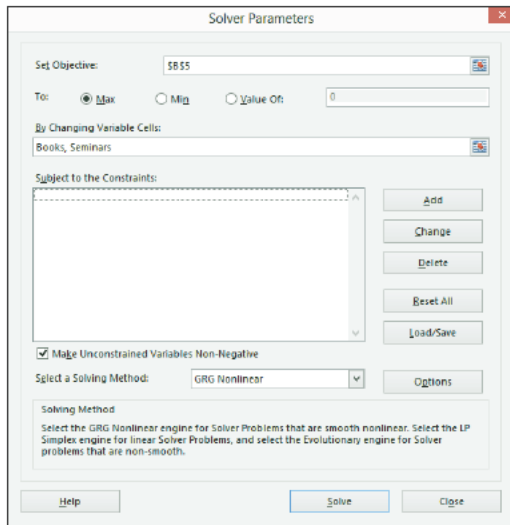 Solver Parameters
Set Objective:
$B$5
To:
Max
Min
Value Of:
0
By Changing Variable Cells:
Books, Seminars
Subject to the Constraints:
Add
Change
Delete
Reset All
Load/Save
Make Unconstrained Variables Non-Negative
Select a Solving Method:
GRG Nonlinear
Options
Solving Method
Select the GRG Nonlinear engine for Solver Problems that are smooth nonlinear. Select the LP
Simplex engine for linear Solver Problems, and select the Evolutionary engine for Solver
problems that are non-smooth.
Help
Solve
Close